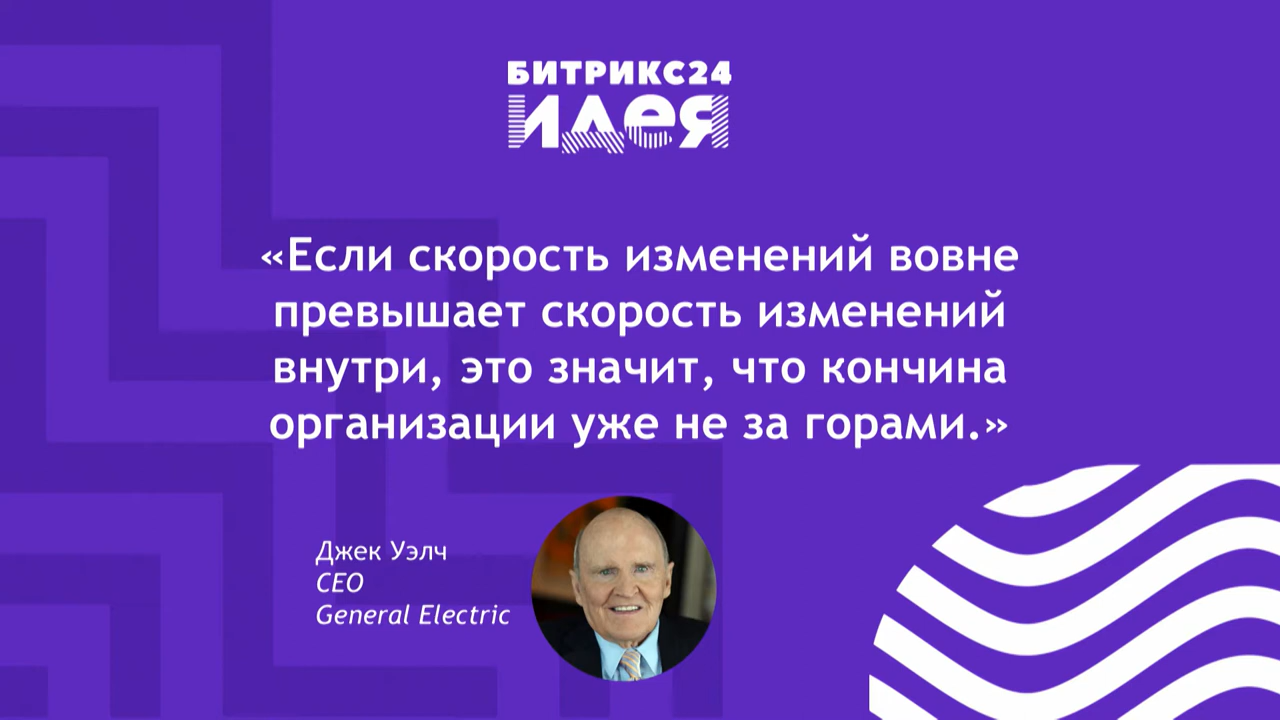 БИТРИКС24
ИДеЯ
«Если скорость изменений вовне
превышает скорость изменений
внутри, это значит, что кончина
организации уже не за горами.»
Джек Уэлч
CEO
General Electric